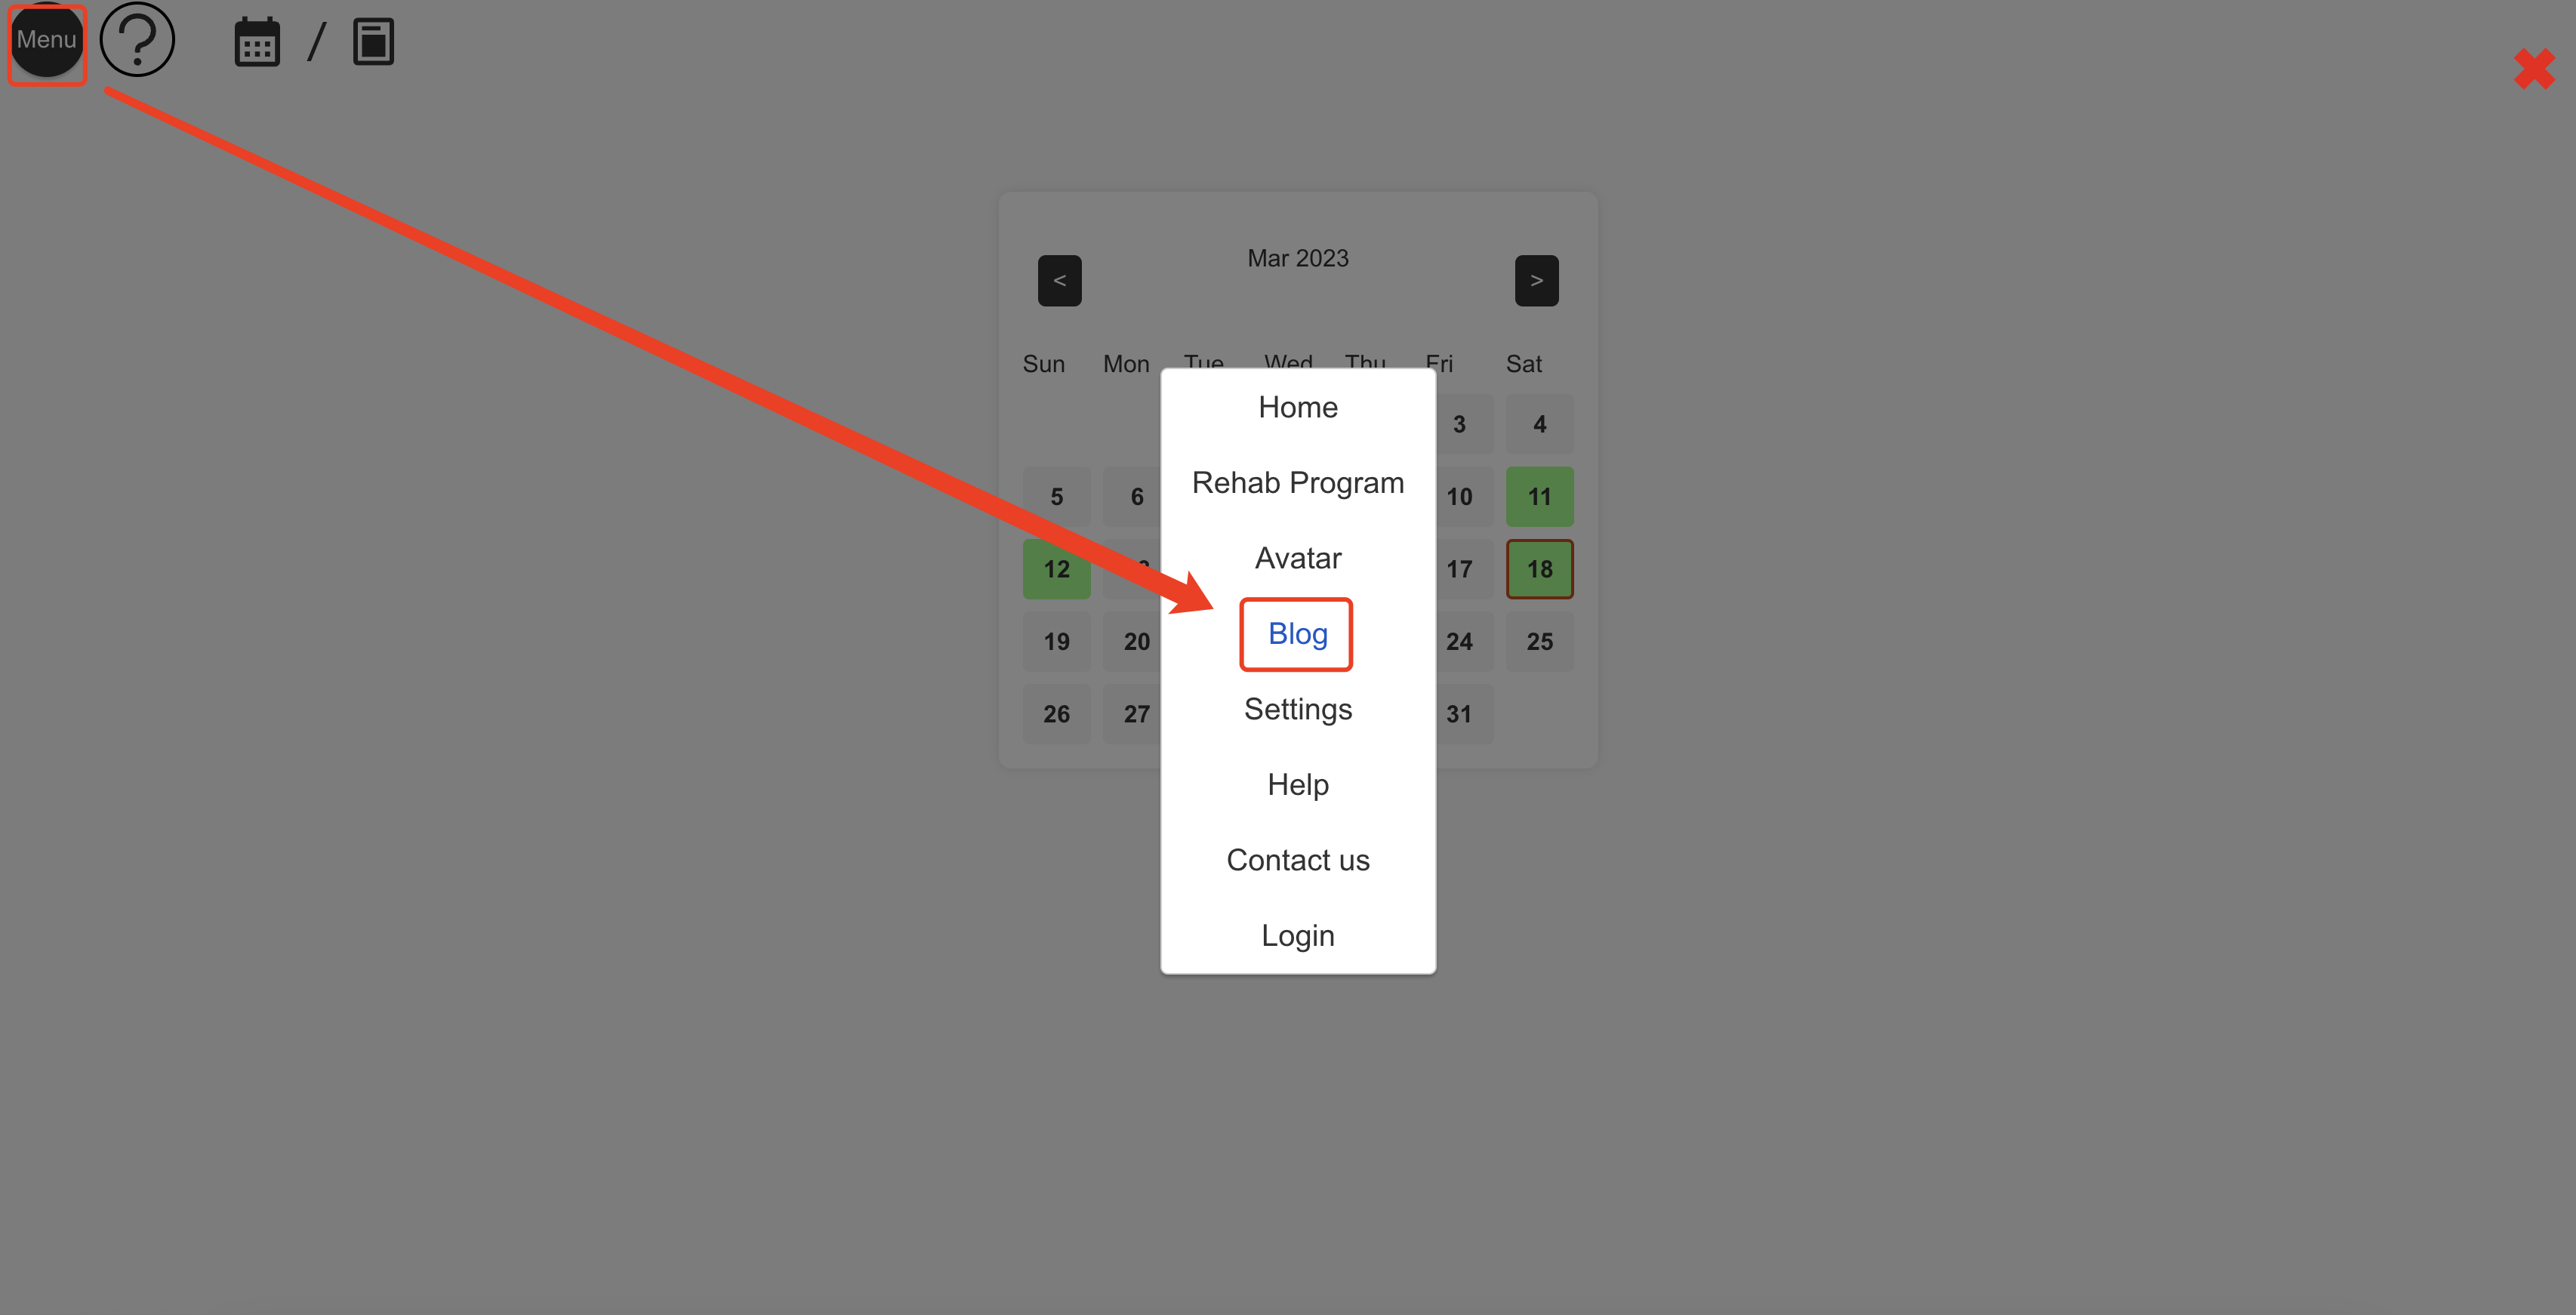 Menu
/
Mar 2023
< >
Sun Mon Tue Wed Thu Fri Sat
Home
3 4
Rehab Program
5 6 10 11
Avatar
12 17 18
Blog
19 20 24 25
Settings
26 27 31
Help
Contact us
Login